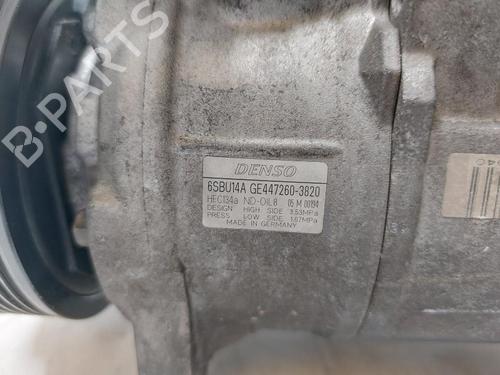 B-PARTS
DENSO
6SBU14A GE447260-3820
HFC134a ND-OIL8 05 M 00194
DESIGN HIGH SIDE 3.53MPa
PRESS LOW SIDE 1.67MPa
MADE IN GERMANY